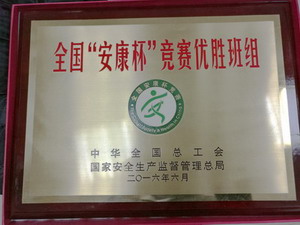 全国“安康杯”竞赛优胜班组
中华全国总工会
国家安全生产监督管理总局
二〇一六年六月